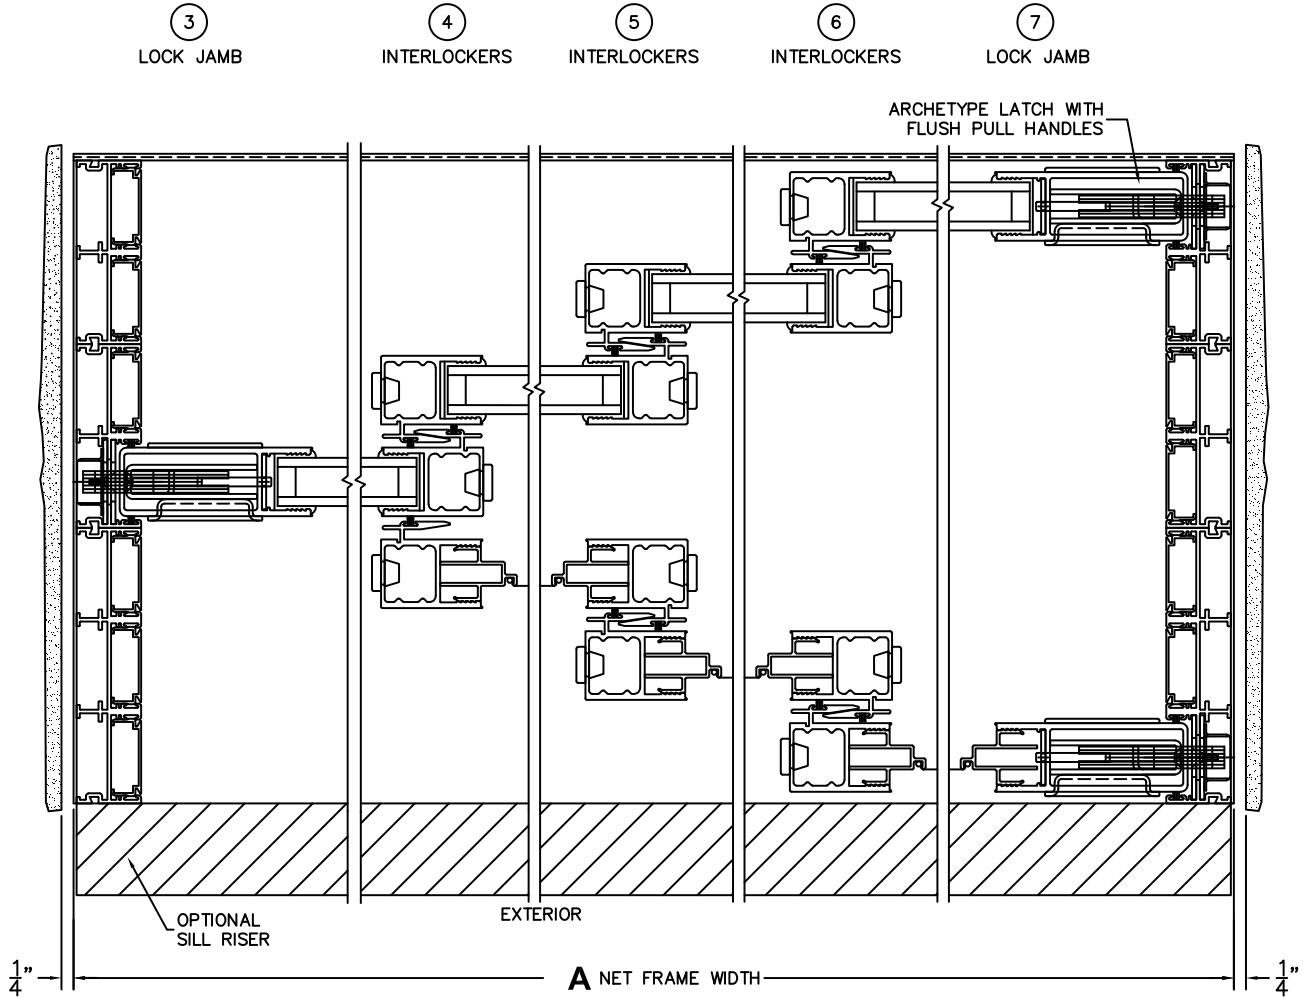 3
LOCK JAMB
4
INTERLOCKERS
5
INTERLOCKERS
6
INTERLOCKERS
7
LOCK JAMB
ARCHETYPE LATCH WITH
FLUSH PULL HANDLES
OPTIONAL
SILL RISER
EXTERIOR
1/4"
A NET FRAME WIDTH
1/4"